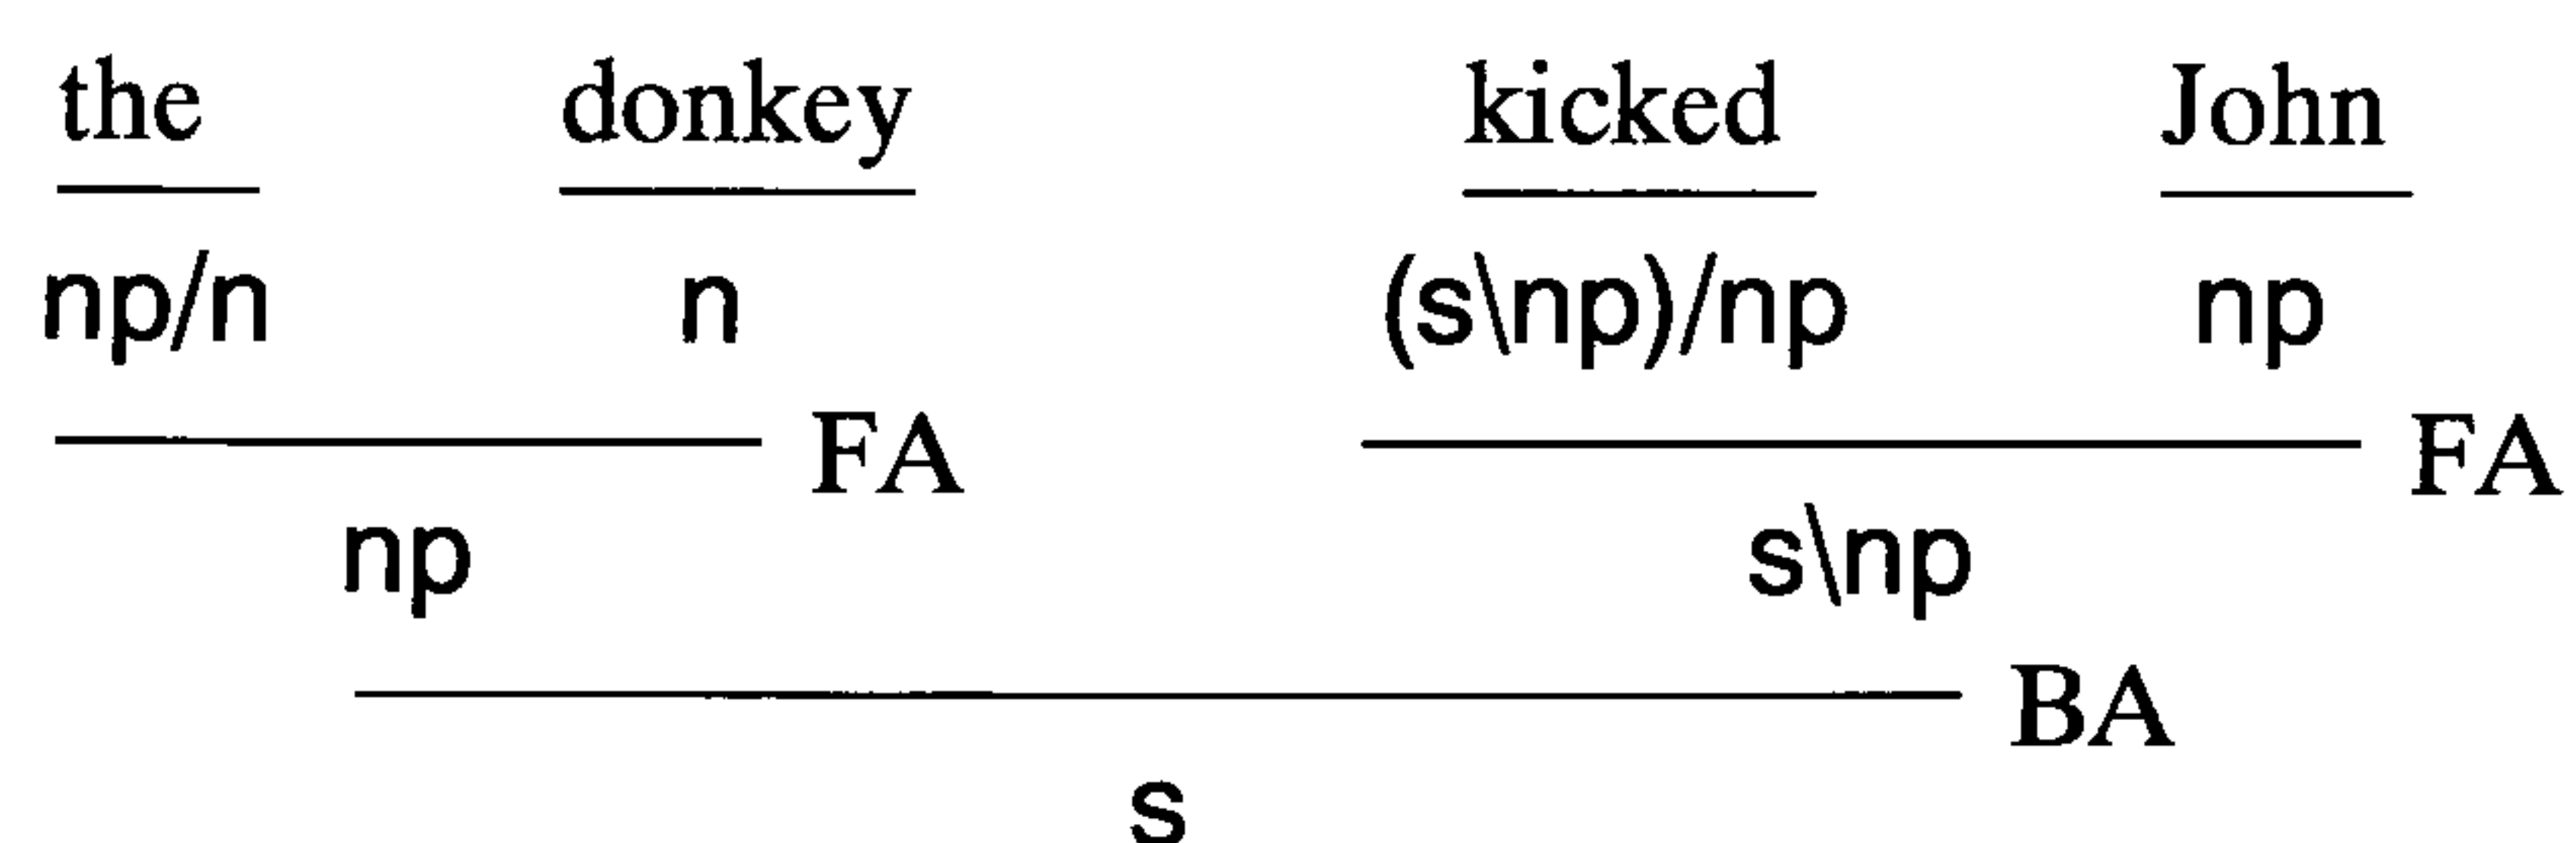 the donkey kicked John
np/n n (s\np)/np np
FA FA
np s\np
BA
s